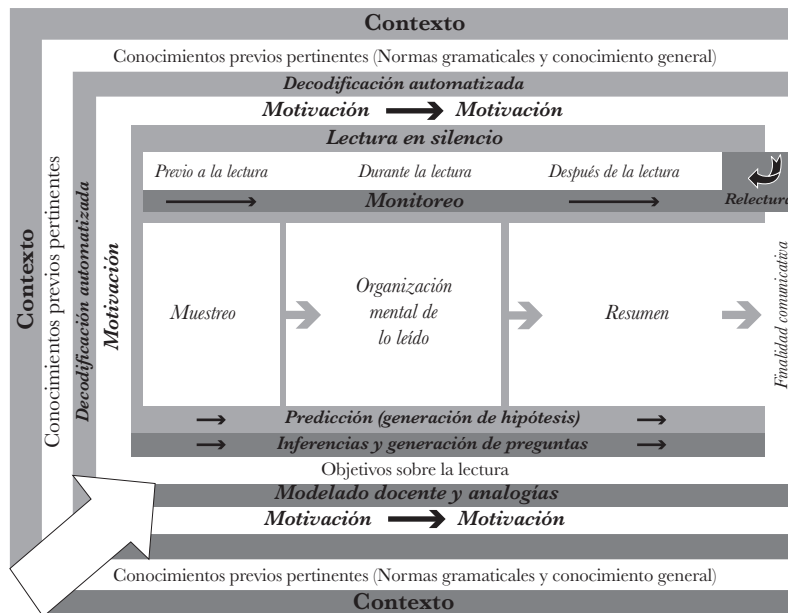 Contexto
Conocimientos previos pertinentes (Normas gramaticales y conocimiento general)
Decodificación automatizada
Motivación Motivación
Lectura en silencio
Previo a la lectura Durante la lectura Después de la lectura
Monitoreo Relectura
Contexto
Conocimientos previos pertinentes
Decodificación automatizada
Motivación
Muestreo
Organización
mental de
lo leído
Resumen
Finalidad comunicativa
Predicción (generación de hipótesis)
Inferencias y generación de preguntas
Objetivos sobre la lectura
Modelado docente y analogías
Motivación Motivación
Conocimientos previos pertinentes (Normas gramaticales y conocimiento general)
Contexto